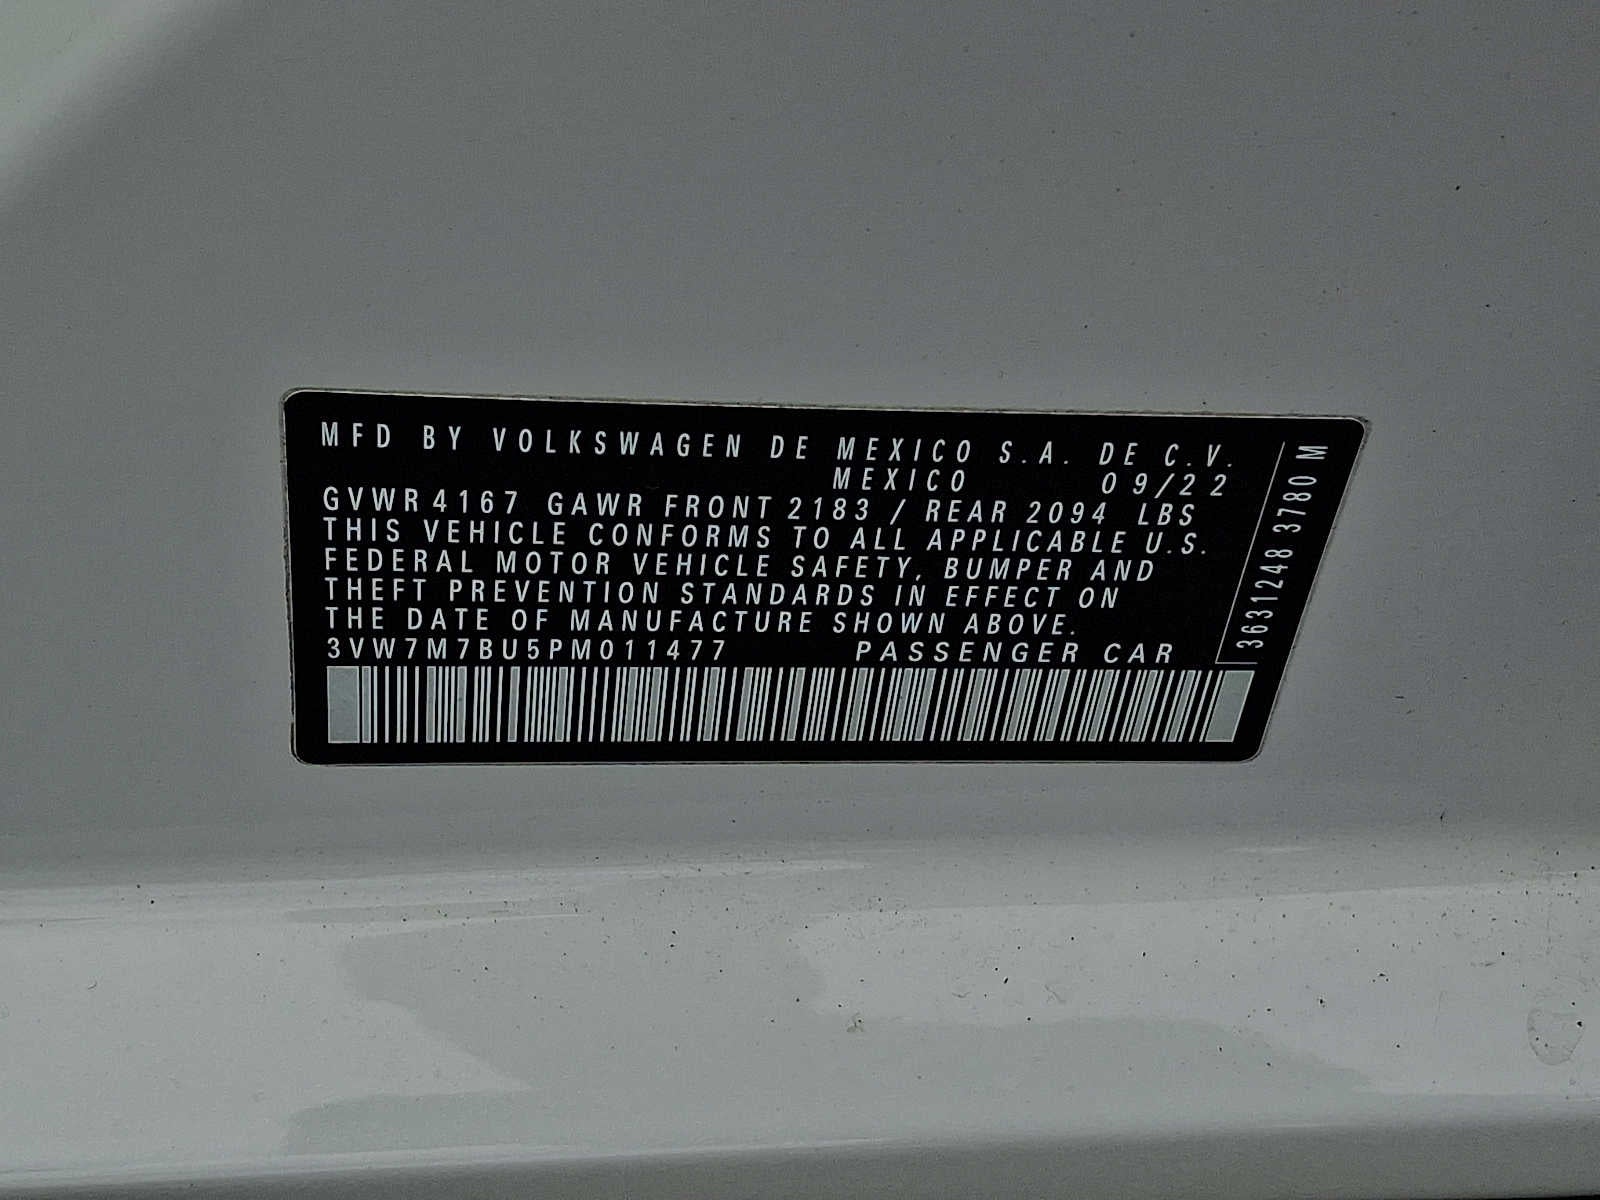 MFD BY VOLKSWAGEN DE MEXICO S.A. DE C.V.
MEXICO 09/22
GVWR 4167 GAWR FRONT 2183 / REAR 2094 LBS
THIS VEHICLE CONFORMS TO ALL APPLICABLE U.S.
FEDERAL MOTOR VEHICLE SAFETY, BUMPER AND
THEFT PREVENTION STANDARDS IN EFFECT ON
THE DATE OF MANUFACTURE SHOWN ABOVE.
3VW7M7BU5PM011477 PASSENGER CAR
3631248 3780 M